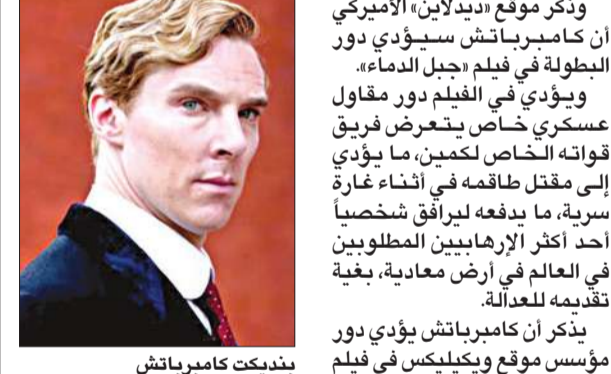 وذكر موقع «ديدلاين» الأميركي
أن كامبرباتش سيؤدي دور
البطولة في فيلم «جبل الدماء».
ويؤدي في الفيلم دور مقاول
عسكري خاص يتعرض فريق
قواته الخاص لكمين، ما يؤدي
إلى مقتل طاقمه في أثناء غارة
سرية، ما يدفعه ليرافق شخصياً
أحد أكثر الإرهابيين المطلوبين
في العالم في أرض معادية، بغية
تقديمه للعدالة.
يذكر أن كامبرباتش يؤدي دور
مؤسس موقع ويكيليكس في فيلم
بنديكت كامبرباتش